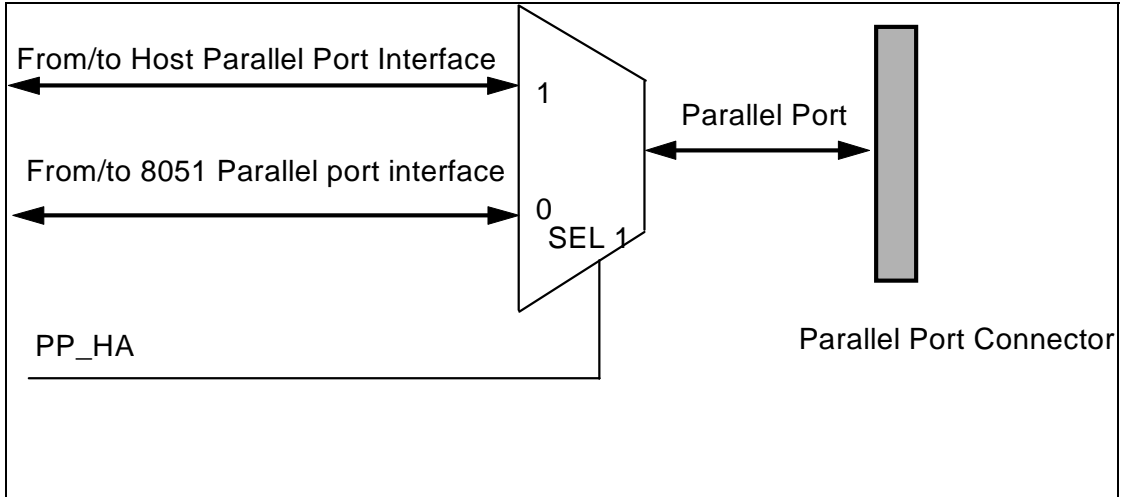 From/to Host Parallel Port Interface
1
Parallel Port
From/to 8051 Parallel port interface
0
SEL 1
PP_HA
Parallel Port Connector